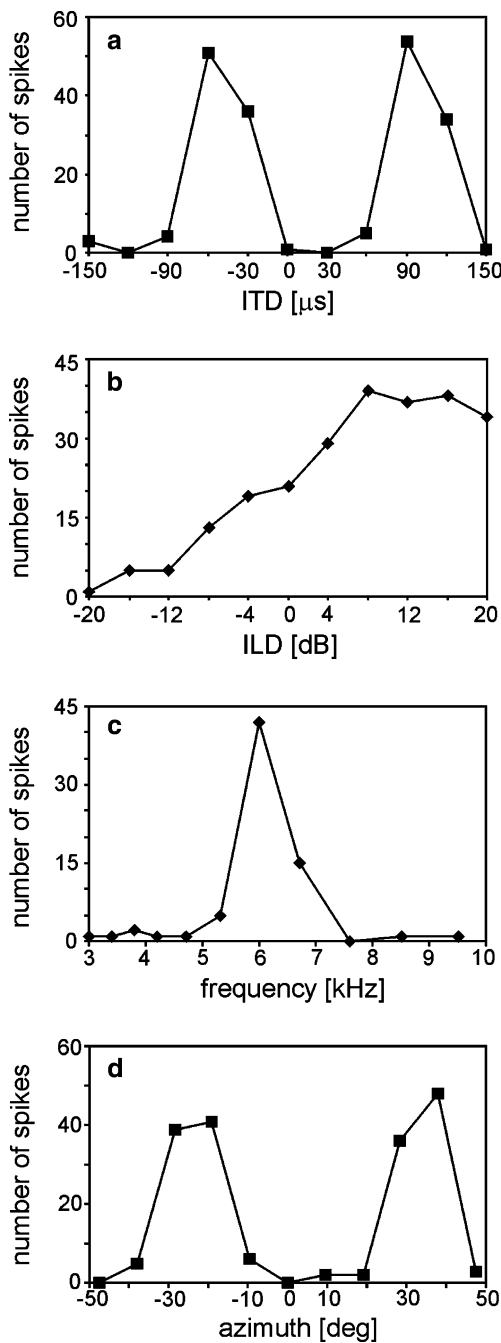 a
number of spikes
60
40
20
0
-150 -90 -30 0 30 90 150
ITD [μs]
b
number of spikes
45
30
15
0
-20 -12 -4 0 4 12 20
ILD [dB]
c
number of spikes
45
30
15
0
3 4 5 6 7 8 9 10
frequency [kHz]
d
number of spikes
60
40
20
0
-50 -30 -10 0 10 30 50
azimuth [deg]